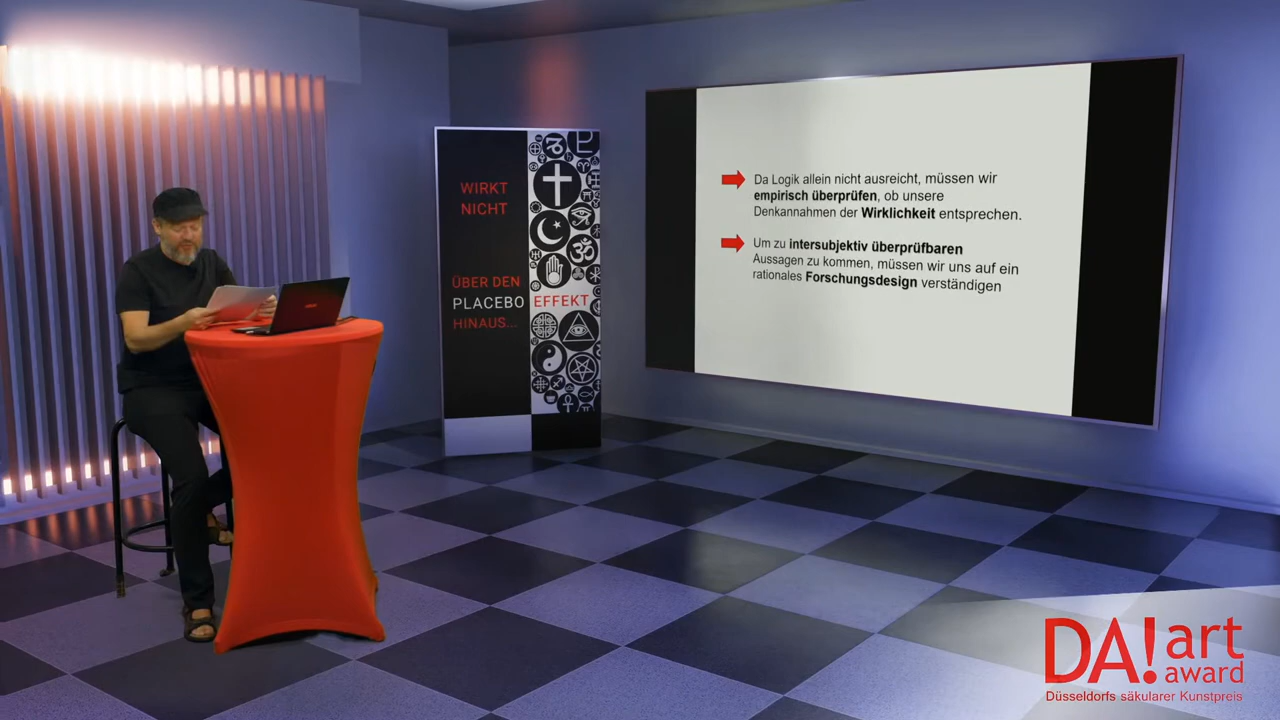 WIRKT
NICHT
ÜBER DEN
PLACEBO EFFEKT
HINAUS...
Da Logik allein nicht ausreicht, müssen wir
empirisch überprüfen, ob unsere
Denkannahmen der Wirklichkeit entsprechen.
Um zu intersubjektiv überprüfbaren
Aussagen zu kommen, müssen wir uns auf ein
rationales Forschungsdesign verständigen
DA! art
award
Düsseldorfs säkularer Kunstpreis